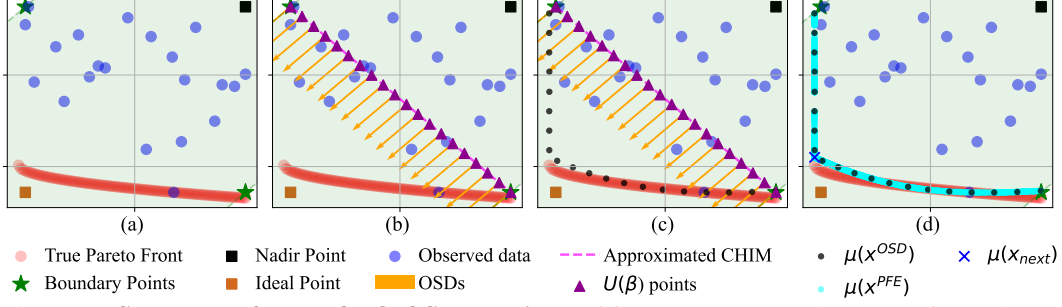 (a) (b) (c) (d)
True Pareto Front Nadir Point Observed data Approximated CHIM μ(x^OSD) μ(x_next)
Boundary Points Ideal Point OSDs U(β) points
μ(x^PFE)